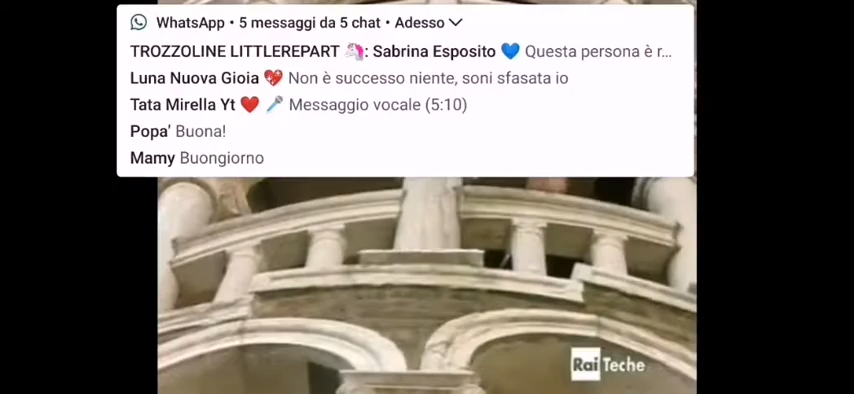 WhatsApp • 5 messaggi da 5 chat • Adesso
TROZZOLINE LITTLEREPART 🦄: Sabrina Esposito 💙 Questa persona è r...
Luna Nuova Gioia 💖 Non è successo niente, soni sfasata io
Tata Mirella Yt ❤️ 🎤 Messaggio vocale (5:10)
Popa' Buona!
Mamy Buongiorno
Rai Teche